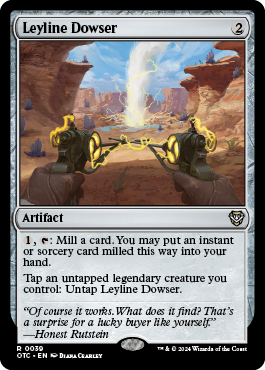 Leyline Dowser 2
Artifact
1, T: Mill a card. You may put an instant
or sorcery card milled this way into your
hand.
Tap an untapped legendary creature you
control: Untap Leyline Dowser.
“Of course it works. What does it find? That’s
a surprise for a lucky buyer like yourself.”
—Honest Rutstein
R 0039
OTC • EN Diana Cearley
™ & © 2024 Wizards of the Coast